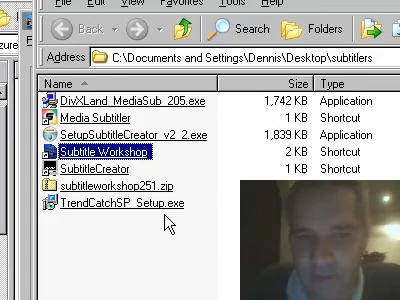 Edit View Favorites Tools Help
Back Search Folders
Address C:\Documents and Settings\Dennis\Desktop\subtitlers
Name Size Type
DivXLand_MediaSub_205.exe 1,742 KB Application
Media Subtitler 1 KB Shortcut
SetupSubtitleCreator_v2_2.exe 1,839 KB Application
Subtitle Workshop 2 KB Shortcut
SubtitleCreator 1 KB Shortcut
subtitleworkshop251.zip
TrendCatchSP_Setup.exe